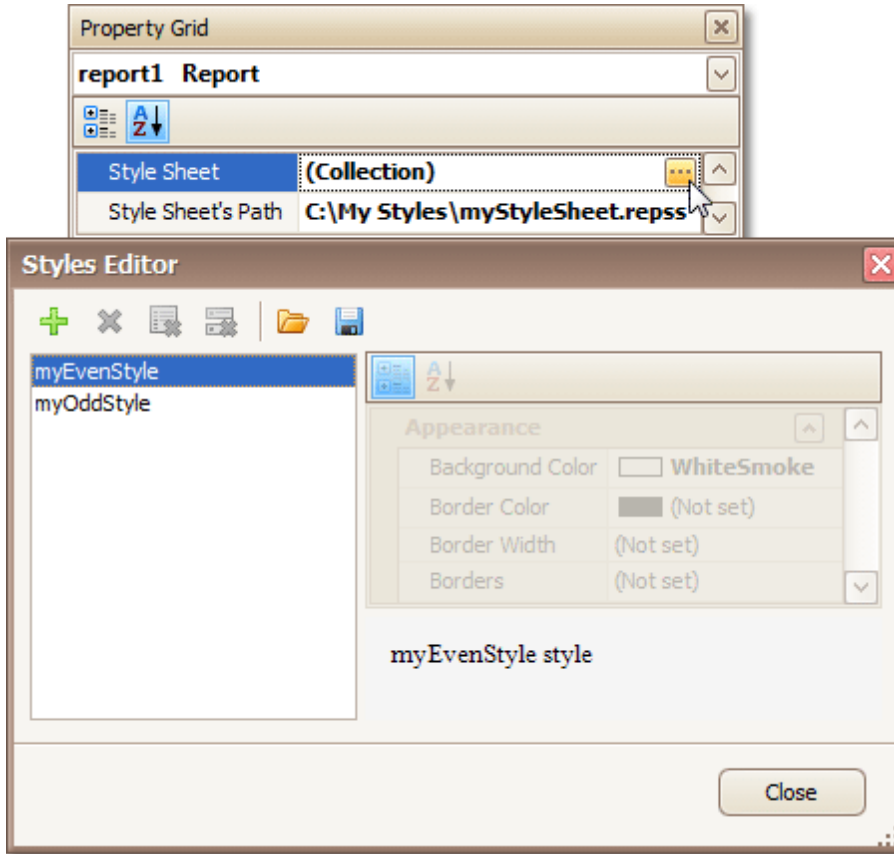 Property Grid
report1 Report
A
Z
Style Sheet (Collection)
Style Sheet's Path C:\My Styles\myStyleSheet.repss
Styles Editor
myEvenStyle
myOddStyle
A
Z
Appearance
Background Color WhiteSmoke
Border Color (Not set)
Border Width (Not set)
Borders (Not set)
myEvenStyle style
Close